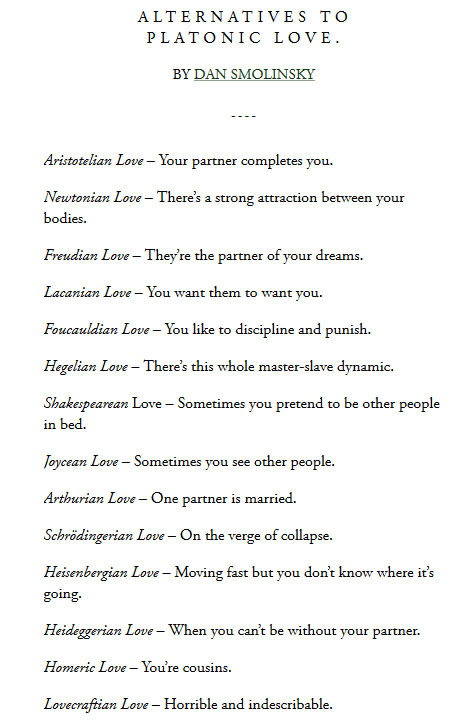 ALTERNATIVES TO
PLATONIC LOVE.
BY DAN SMOLINSKY
----
Aristotelian Love – Your partner completes you.
Newtonian Love – There’s a strong attraction between your
bodies.
Freudian Love – They’re the partner of your dreams.
Lacanian Love – You want them to want you.
Foucauldian Love – You like to discipline and punish.
Hegelian Love – There’s this whole master-slave dynamic.
Shakespearean Love – Sometimes you pretend to be other people
in bed.
Joycean Love – Sometimes you see other people.
Arthurian Love – One partner is married.
Schrödingerian Love – On the verge of collapse.
Heisenbergian Love – Moving fast but you don’t know where it’s
going.
Heideggerian Love – When you can’t be without your partner.
Homeric Love – You’re cousins.
Lovecraftian Love – Horrible and indescribable.